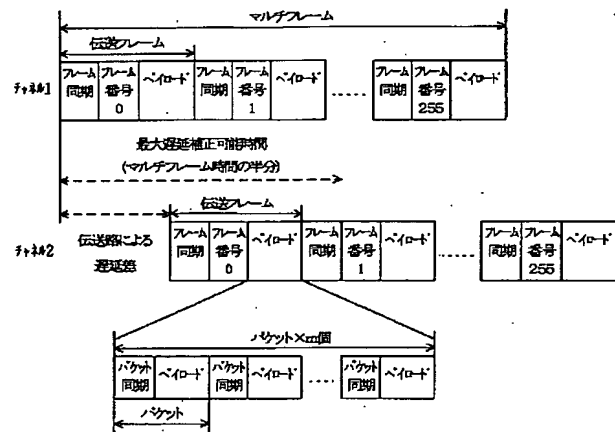 マルチフレーム
伝送フレーム
チャネル1
フレーム同期 フレーム番号0 ペイロード フレーム同期 フレーム番号1 ペイロード ‥‥‥ フレーム同期 フレーム番号255 ペイロード
最大遅延補正可能時間
(マルチフレーム時間の半分)
伝送フレーム
チャネル2
伝送路による
遅延差
フレーム同期 フレーム番号0 ペイロード フレーム同期 フレーム番号1 ペイロード ‥‥‥ フレーム同期 フレーム番号255 ペイロード
パケット×m個
パケット同期 ペイロード パケット同期 ペイロード ‥‥ パケット同期 ペイロード
パケット